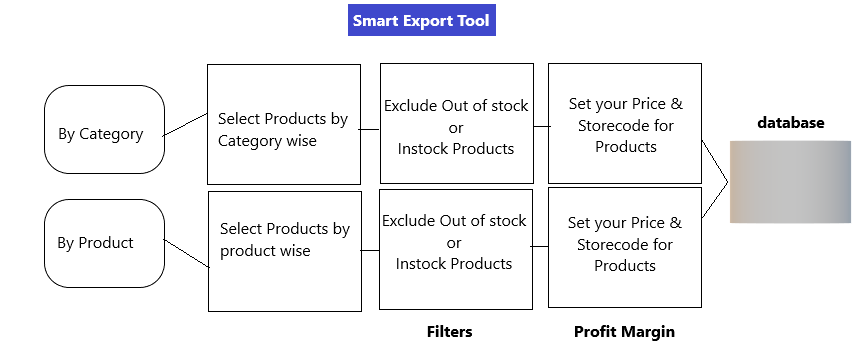 Smart Export Tool
By Category
Select Products by
Category wise
Exclude Out of stock
or
Instock Products
Set your Price &
Storecode for
Products
database
By Product
Select Products by
product wise
Exclude Out of stock
or
Instock Products
Set your Price &
Storecode for
Products
Filters
Profit Margin